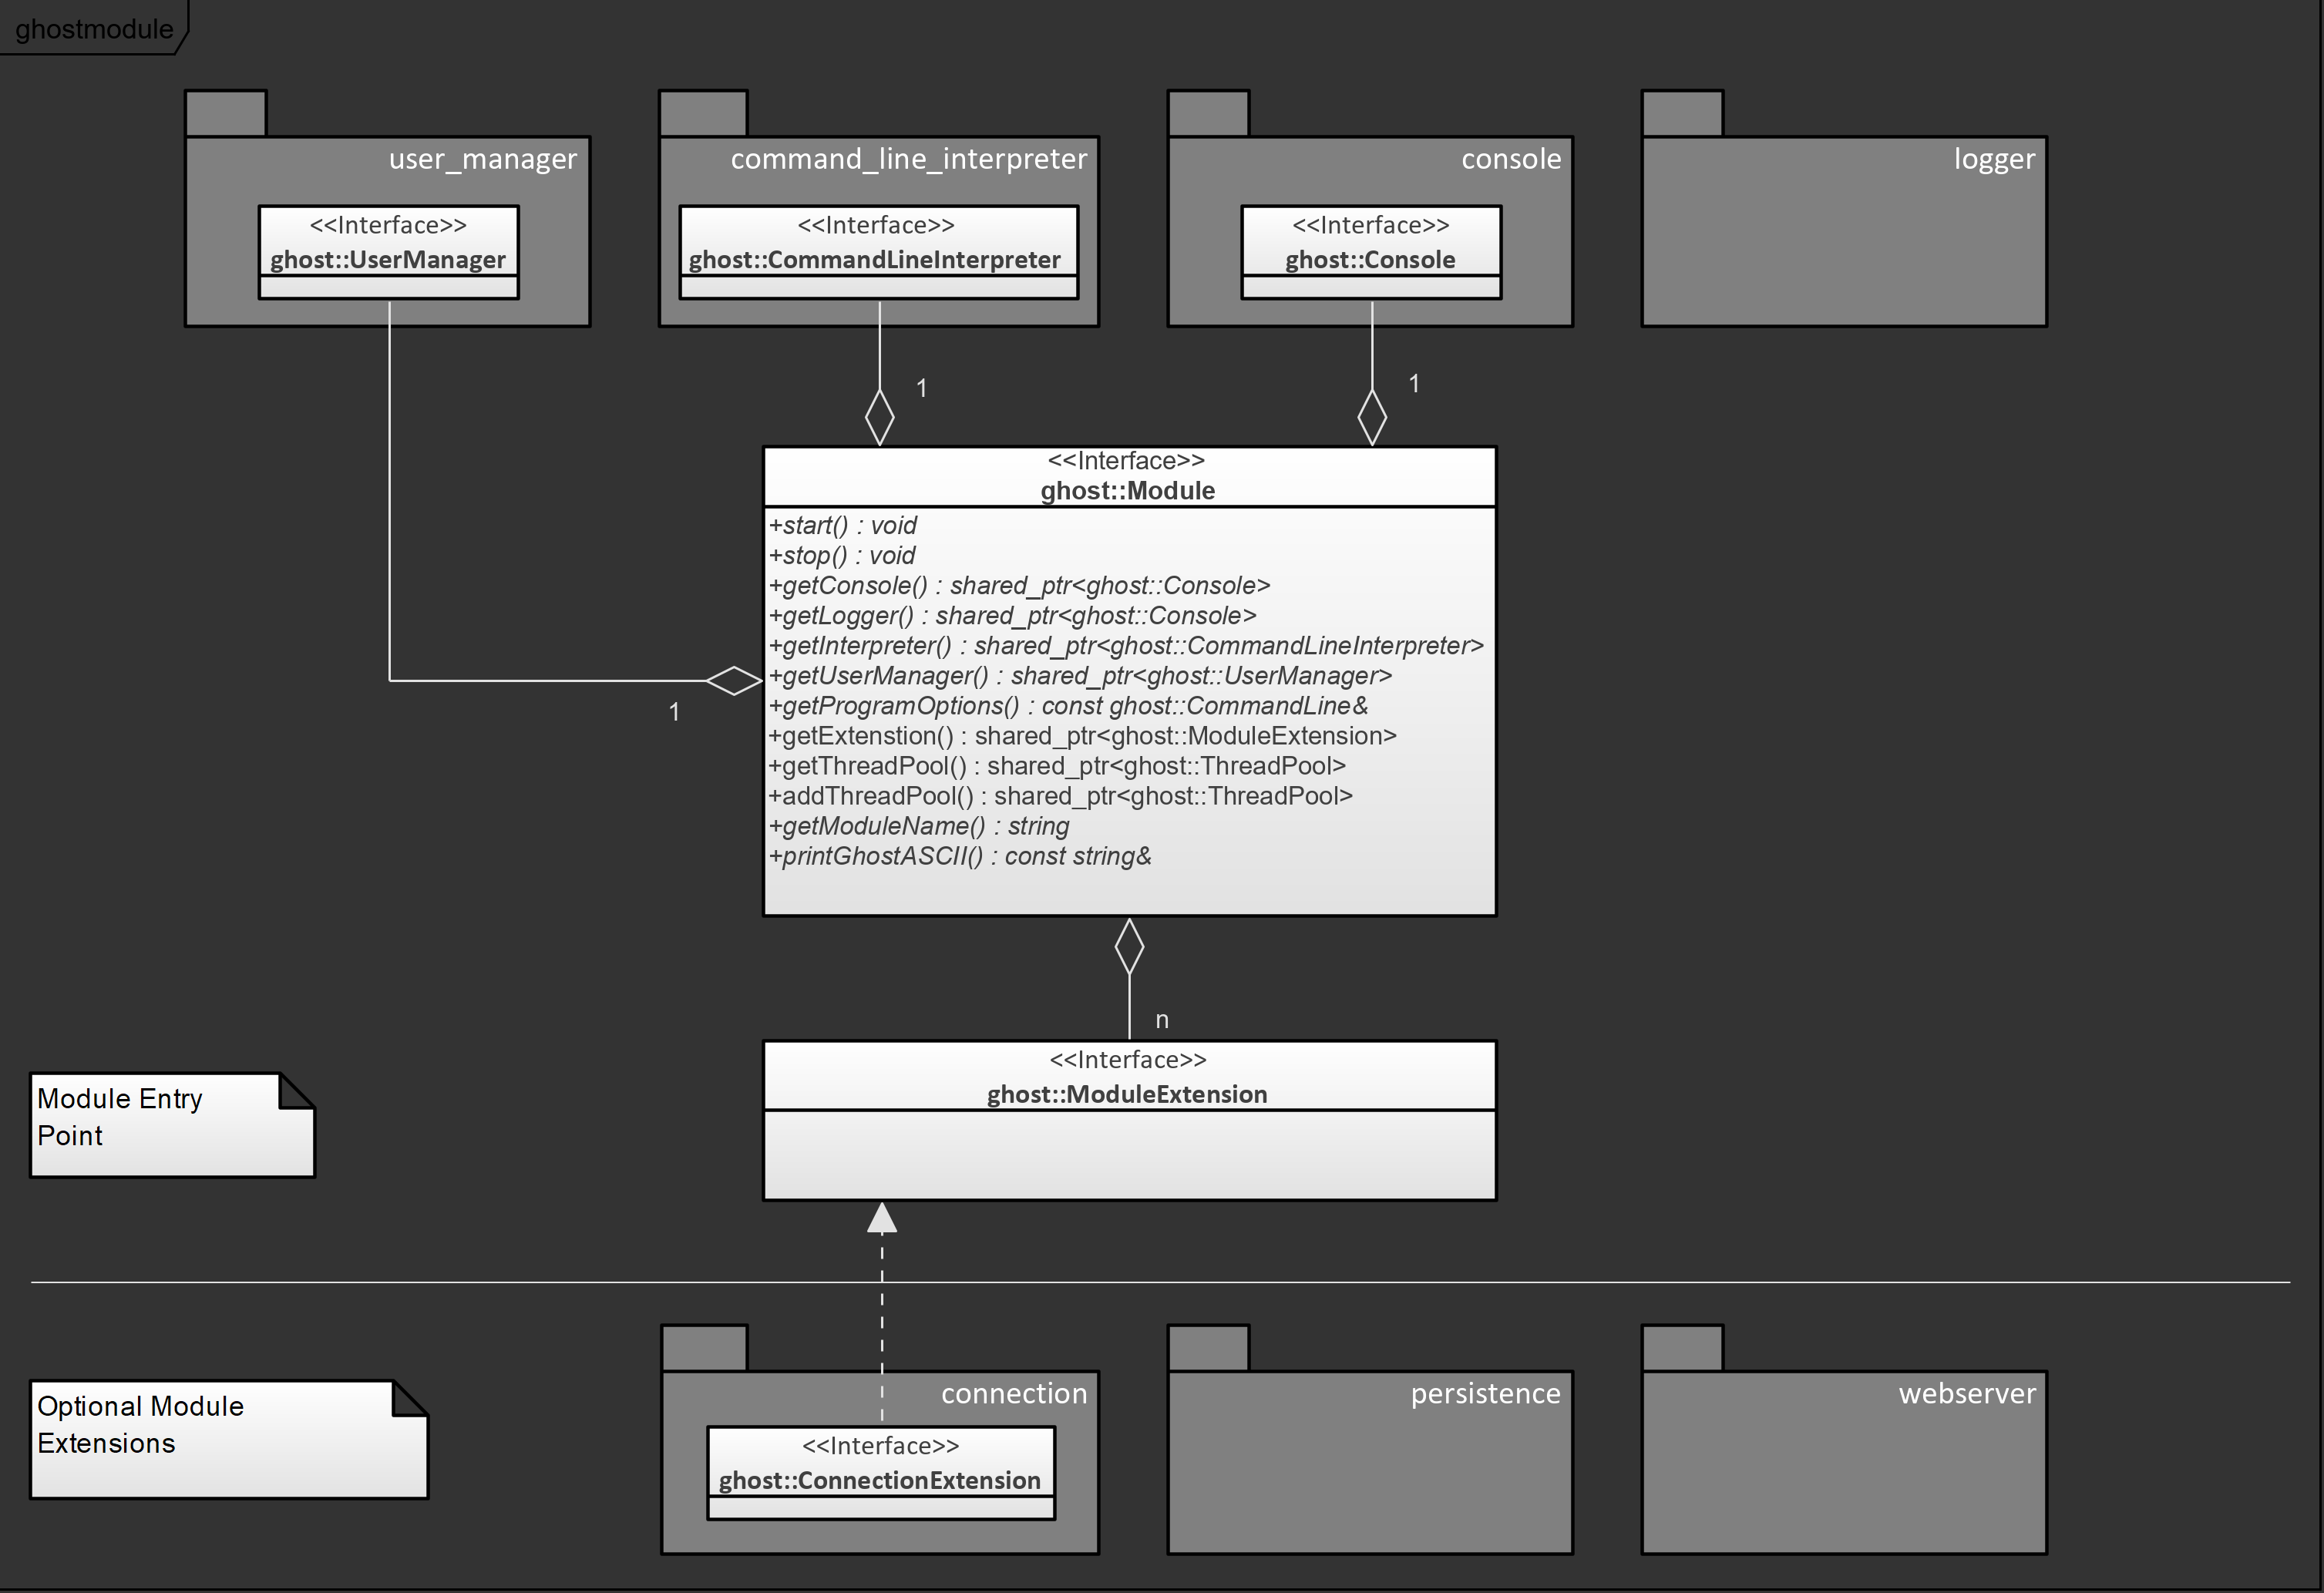 ghostmodule
user_manager
<<Interface>>
ghost::UserManager
command_line_interpreter
<<Interface>>
ghost::CommandLineInterpreter
console
<<Interface>>
ghost::Console
logger
1
1
<<Interface>>
ghost::Module
+start() : void
+stop() : void
+getConsole() : shared_ptr<ghost::Console>
+getLogger() : shared_ptr<ghost::Console>
+getInterpreter() : shared_ptr<ghost::CommandLineInterpreter>
+getUserManager() : shared_ptr<ghost::UserManager>
+getProgramOptions() : const ghost::CommandLine&
+getExtenstion() : shared_ptr<ghost::ModuleExtension>
+getThreadPool() : shared_ptr<ghost::ThreadPool>
+addThreadPool() : shared_ptr<ghost::ThreadPool>
+getModuleName() : string
+printGhostASCII() : const string&
1
n
<<Interface>>
ghost::ModuleExtension
Module Entry
Point
Optional Module
Extensions
connection
<<Interface>>
ghost::ConnectionExtension
persistence
webserver